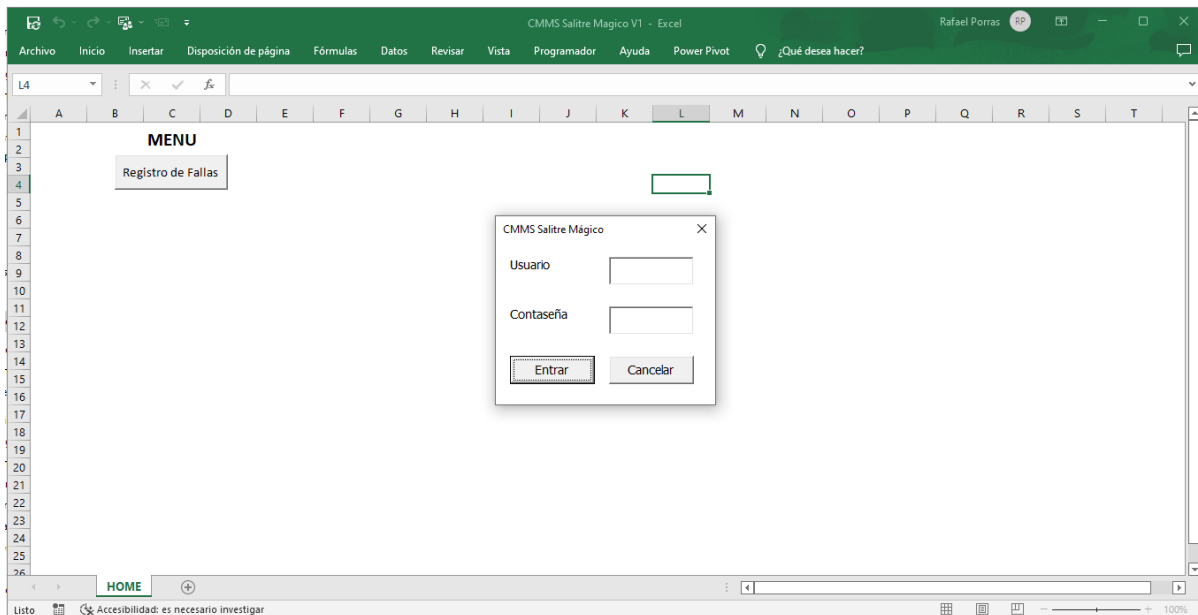 CMMS Salitre Magico V1 - Excel
Rafael Porras RP
Archivo Inicio Insertar Disposición de página Fórmulas Datos Revisar Vista Programador Ayuda Power Pivot ¿Qué desea hacer?
L4 fx
A B C D E F G H I J K L M N O P Q R S T
1
MENU
2
3
Registro de Fallas
4
5
6
CMMS Salitre Mágico
7
8
Usuario
9
10
11
Contaseña
12
13
14
Entrar Cancelar
15
16
17
18
19
20
21
22
23
24
25
26
HOME
Listo Accesibilidad: es necesario investigar 100%